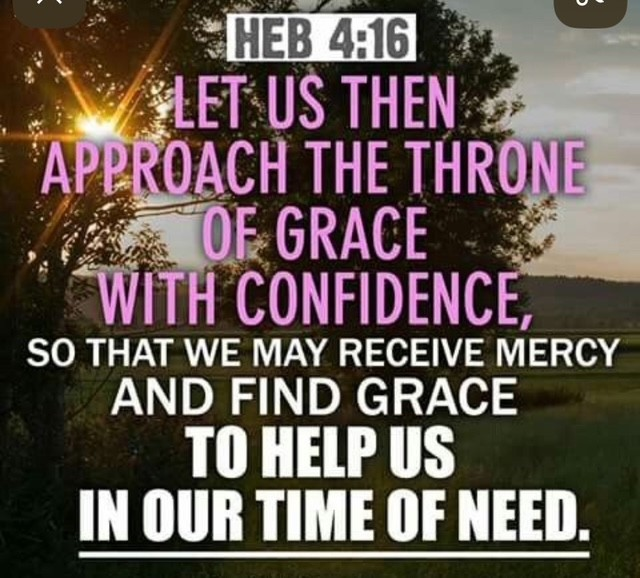 HEB 4:16
LET US THEN
APPROACH THE THRONE
OF GRACE
WITH CONFIDENCE,
SO THAT WE MAY RECEIVE MERCY
AND FIND GRACE
TO HELP US
IN OUR TIME OF NEED.